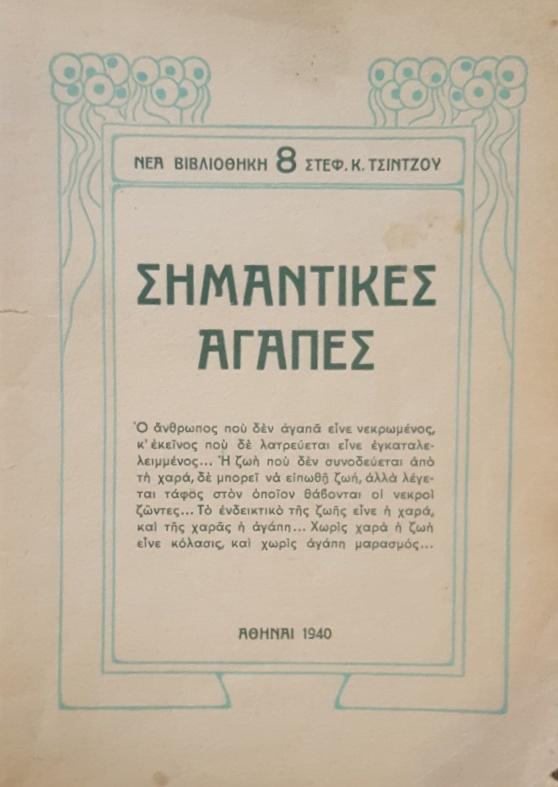 ΝΕΑ ΒΙΒΛΙΟΘΗΚΗ 8 ΣΤΕΦ. Κ. ΤΣΙΝΤΖΟΥ
ΣΗΜΑΝΤΙΚΕΣ
ΑΓΑΠΕΣ
Ὁ ἄνθρωπος ποὺ δὲν ἀγαπᾶ εἶνε νεκρωμένος,
κ' ἐκεῖνος ποὺ δὲ λατρεύεται εἶνε ἐγκαταλε-
λειμμένος... Ἡ ζωὴ ποὺ δὲν συνοδεύεται ἀπὸ
τὴ χαρά, δὲ μπορεῖ νὰ εἰπωθῇ ζωή, ἀλλὰ λέγε-
ται τάφος στὸν ὁποῖον θάβονται οἱ νεκροὶ
ζῶντες... Τὸ ἐνδεικτικὸ τῆς ζωῆς εἶνε ἡ χαρά,
καὶ τῆς χαρᾶς ἡ ἀγάπη... Χωρὶς χαρὰ ἡ ζωὴ
εἶνε κόλασις, καὶ χωρὶς ἀγάπη μαρασμός...
ΑΘΗΝΑΙ 1940